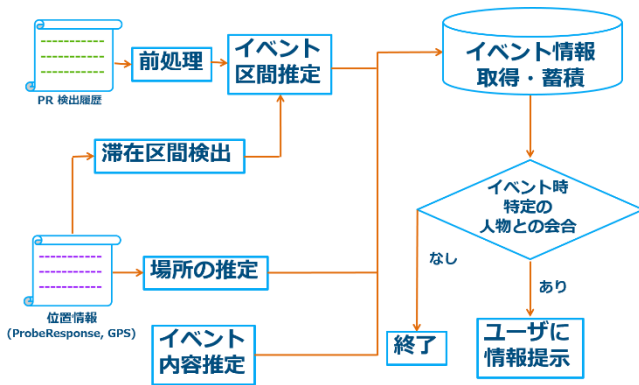 PR 検出履歴
前処理
イベント
区間推定
イベント情報
取得・蓄積
滞在区間検出
イベント時
特定の
人物との会合
位置情報
(ProbeResponse, GPS)
場所の推定
なし
あり
イベント
内容推定
終了
ユーザに
情報提示